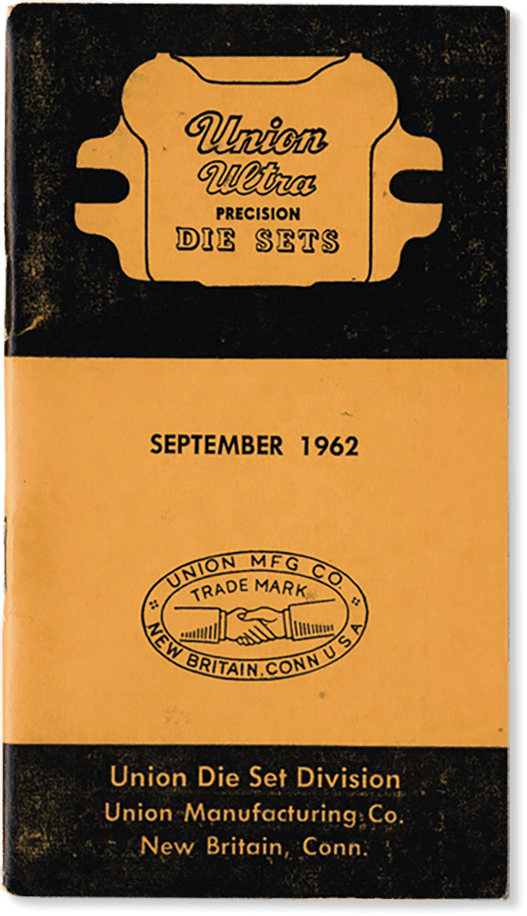 Union
Ultra
PRECISION
DIE SETS
SEPTEMBER 1962
UNION MFG CO.
TRADE MARK
NEW BRITAIN. CONN USA
Union Die Set Division
Union Manufacturing Co.
New Britain, Conn.